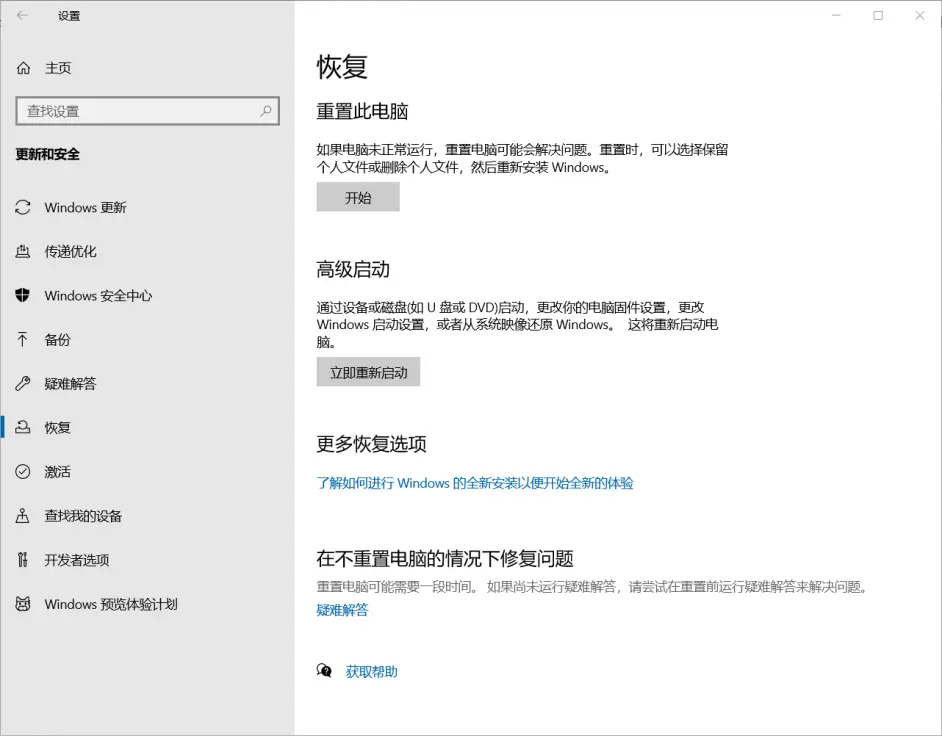 设置
主页
查找设置
更新和安全
Windows 更新
传递优化
Windows 安全中心
备份
疑难解答
恢复
激活
查找我的设备
开发者选项
Windows 预览体验计划
恢复
重置此电脑
如果电脑未正常运行，重置电脑可能会解决问题。重置时，可以选择保留
个人文件或删除个人文件，然后重新安装 Windows。
开始
高级启动
通过设备或磁盘(如 U 盘或 DVD)启动，更改你的电脑固件设置，更改
Windows 启动设置，或者从系统映像还原 Windows。 这将重新启动电
脑。
立即重新启动
更多恢复选项
了解如何进行 Windows 的全新安装以便开始全新的体验
在不重置电脑的情况下修复问题
重置电脑可能需要一段时间。 如果尚未运行疑难解答，请尝试在重置前运行疑难解答来解决问题。
疑难解答
获取帮助